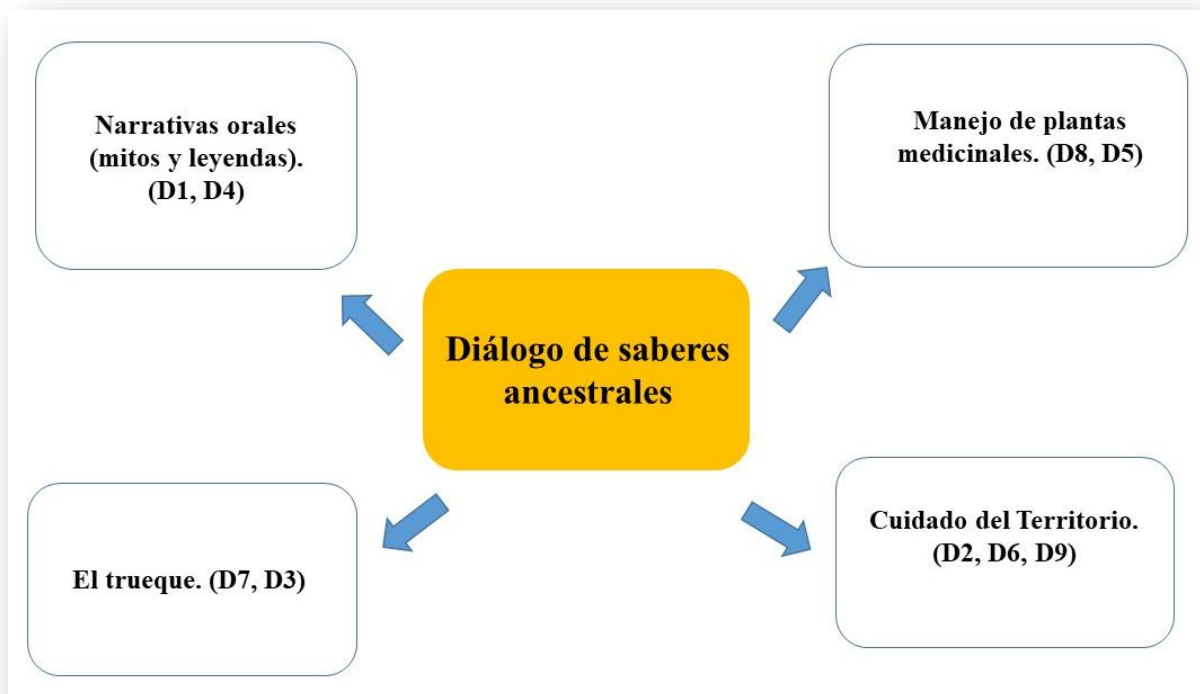 Narrativas orales
(mitos y leyendas).
(D1, D4)
Manejo de plantas
medicinales. (D8, D5)
Diálogo de saberes
ancestrales
El trueque. (D7, D3)
Cuidado del Territorio.
(D2, D6, D9)